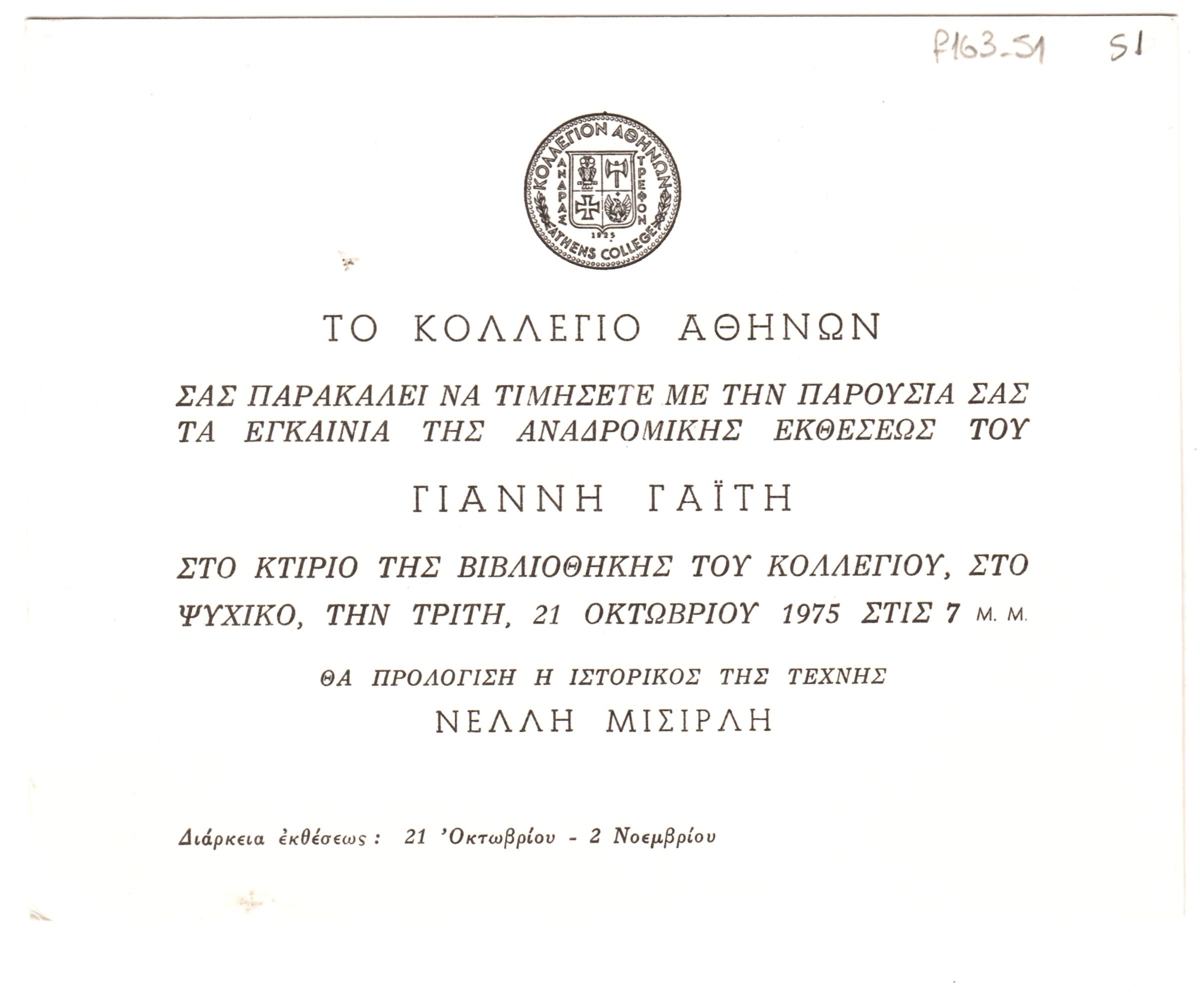 f163-51 51
ΚΟΛΛΕΓΙΟΝ ΑΘΗΝΩΝ
ΑΝΔΡΑΣ ΤΡΕΦΟΝ
1925
ATHENS COLLEGE
ΤΟ ΚΟΛΛΕΓΙΟ ΑΘΗΝΩΝ
ΣΑΣ ΠΑΡΑΚΑΛΕΙ ΝΑ ΤΙΜΗΣΕΤΕ ΜΕ ΤΗΝ ΠΑΡΟΥΣΙΑ ΣΑΣ
ΤΑ ΕΓΚΑΙΝΙΑ ΤΗΣ ΑΝΑΔΡΟΜΙΚΗΣ ΕΚΘΕΣΕΩΣ ΤΟΥ
ΓΙΑΝΝΗ ΓΑΪΤΗ
ΣΤΟ ΚΤΙΡΙΟ ΤΗΣ ΒΙΒΛΙΟΘΗΚΗΣ ΤΟΥ ΚΟΛΛΕΓΙΟΥ, ΣΤΟ
ΨΥΧΙΚΟ, ΤΗΝ ΤΡΙΤΗ, 21 ΟΚΤΩΒΡΙΟΥ 1975 ΣΤΙΣ 7 Μ. Μ.
ΘΑ ΠΡΟΛΟΓΙΣΗ Η ΙΣΤΟΡΙΚΟΣ ΤΗΣ ΤΕΧΝΗΣ
ΝΕΛΛΗ ΜΙΣΙΡΛΗ
Διάρκεια ἐκθέσεως : 21 Ὀκτωβρίου - 2 Νοεμβρίου